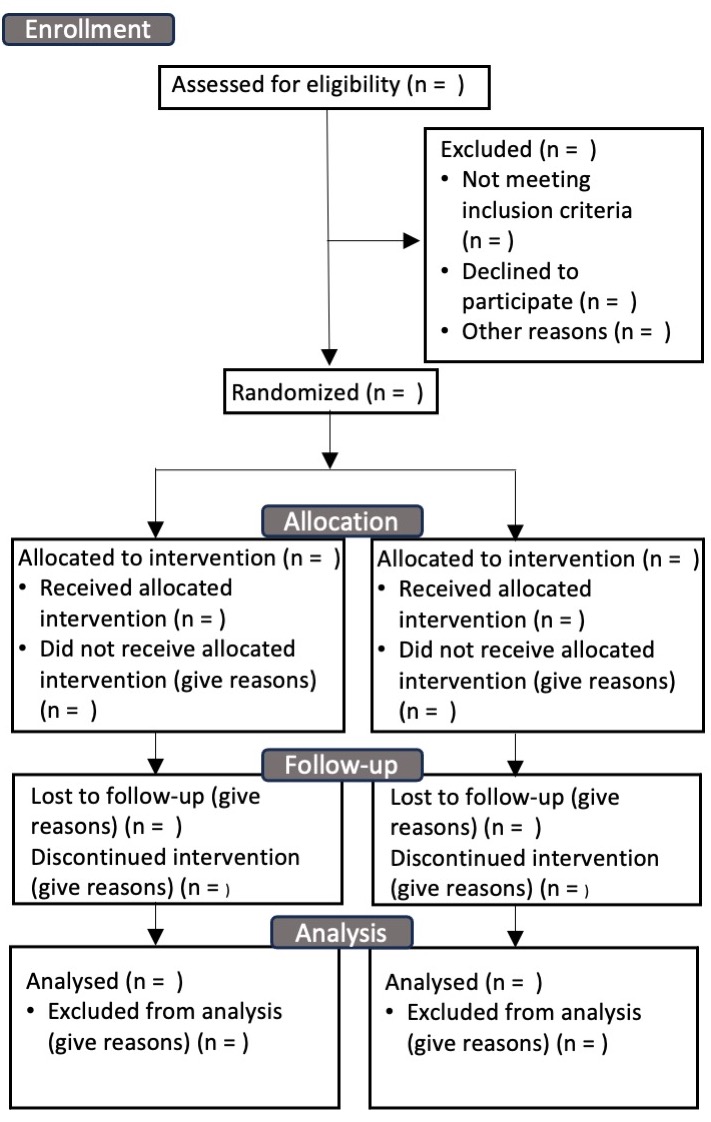 Enrollment
Assessed for eligibility (n =  )
Excluded (n =  )
• Not meeting
inclusion criteria
(n = )
• Declined to
participate (n =  )
• Other reasons (n =  )
Randomized (n =  )
Allocation
Allocated to intervention (n =  )
• Received allocated
intervention (n = )
• Did not receive allocated
intervention (give reasons)
(n =  )
Allocated to intervention (n =  )
• Received allocated
intervention (n = )
• Did not receive allocated
intervention (give reasons)
(n =  )
Follow-up
Lost to follow-up (give
reasons) (n =  )
Discontinued intervention
(give reasons) (n = )
Lost to follow-up (give
reasons) (n =  )
Discontinued intervention
(give reasons) (n = )
Analysis
Analysed (n =  )
• Excluded from analysis
(give reasons) (n = )
Analysed (n =  )
• Excluded from analysis
(give reasons) (n = )